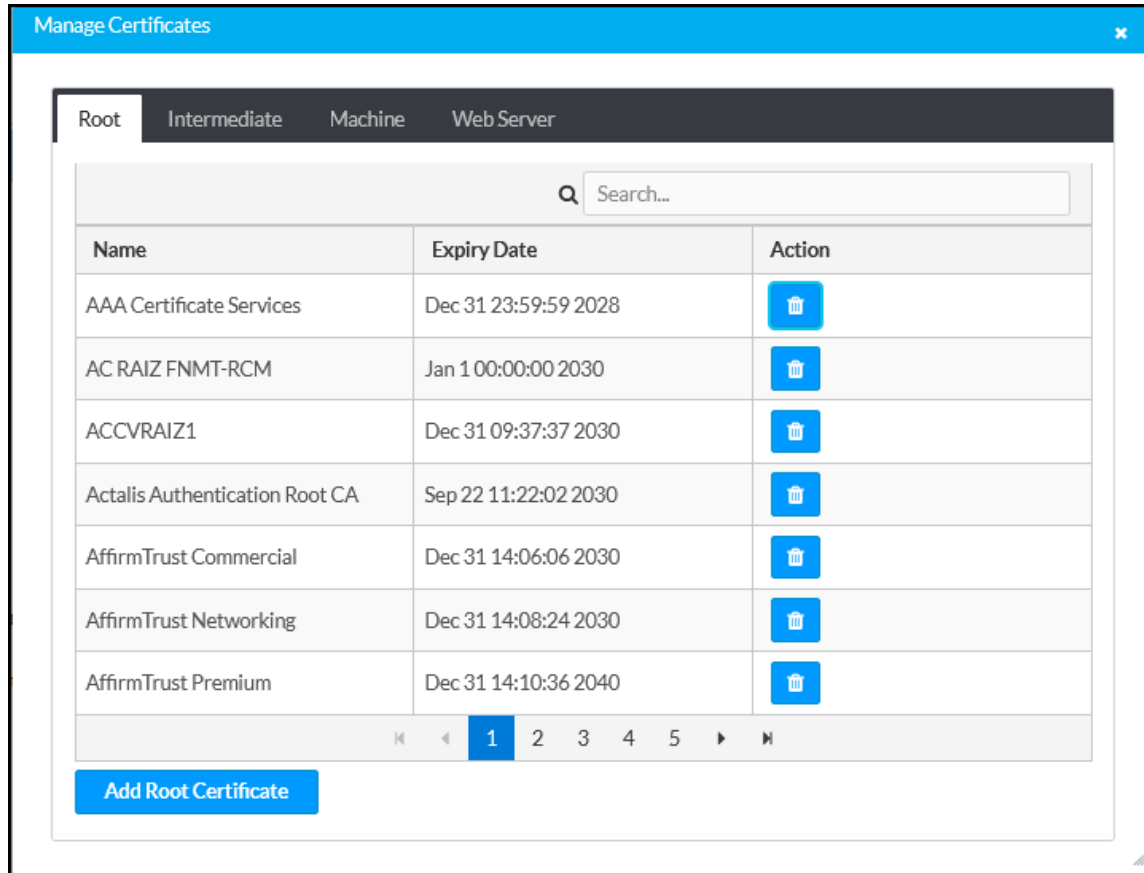 Manage Certificates
Root Intermediate Machine Web Server
Search...
Name Expiry Date Action
AAA Certificate Services Dec 31 23:59:59 2028
AC RAIZ FNMT-RCM Jan 1 00:00:00 2030
ACCVRAIZ1 Dec 31 09:37:37 2030
Actalis Authentication Root CA Sep 22 11:22:02 2030
AffirmTrust Commercial Dec 31 14:06:06 2030
AffirmTrust Networking Dec 31 14:08:24 2030
AffirmTrust Premium Dec 31 14:10:36 2040
1 2 3 4 5
Add Root Certificate